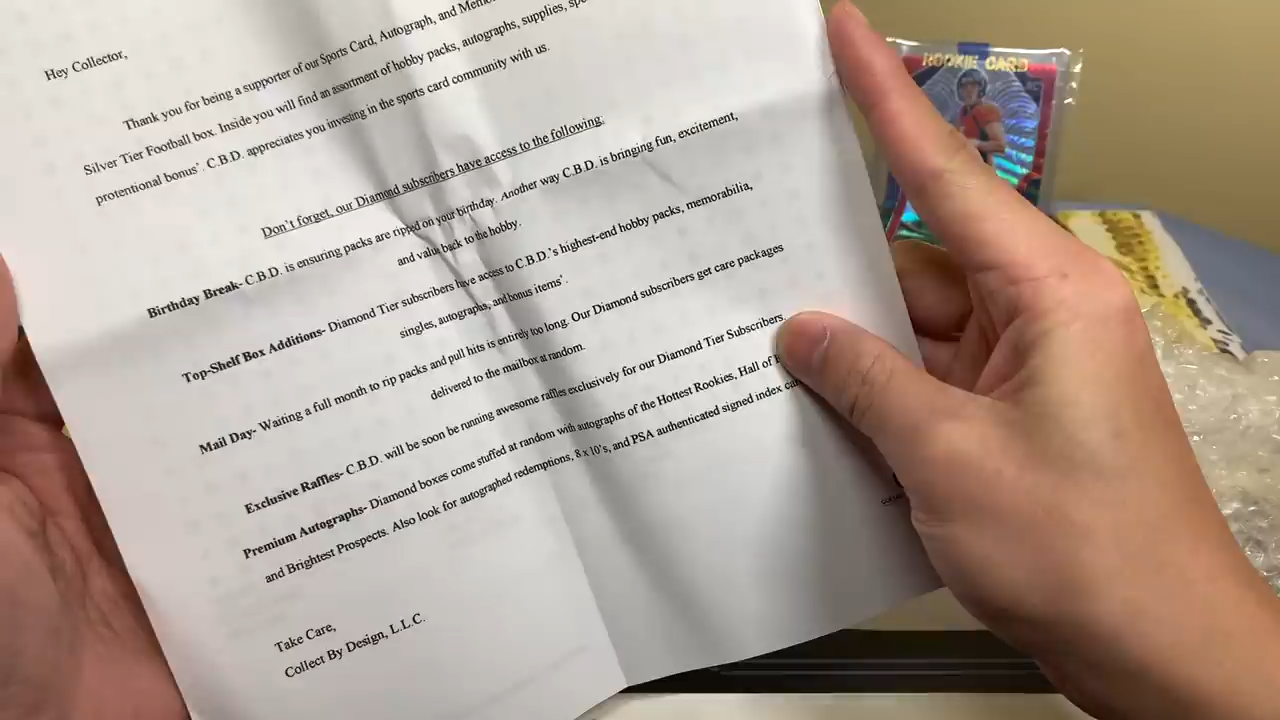 Hey Collector,
Thank you for being a supporter of our Sports Card, Autograph, and
Silver Tier Football box. Inside you will find an assortment of hobby packs, autographs, supplies,
protential bonus'. C.B.D. appreciates you investing in the sports card community with us.
Don't forget, our Diamond subscribers have access to the following:
Birthday Break- C.B.D. is ensuring packs are ripped on your birthday. Another way C.B.D. is bringing fun, excitement,
and value back to the hobby.
Top-Shelf Box Additions- Diamond Tier subscribers have access to C.B.D.'s highest-end hobby packs, memorabilia,
singles, autographs, and bonus items'.
Mail Day- Waiting a full month to rip packs and pull hits is entirely too long. Our Diamond subscribers get care packages
delivered to the mailbox at random.
Exclusive Raffles- C.B.D. will be soon be running awesome raffles exclusively for our Diamond Tier Subscribers.
Premium Autographs- Diamond boxes come stuffed at random with autographs of the Hottest Rookies, Hall of
and Brightest Prospects. Also look for autographed redemptions, 8 x 10's, and PSA authenticated signed index
Take Care,
Collect By Design, L.L.C.
ROOKIE CARD